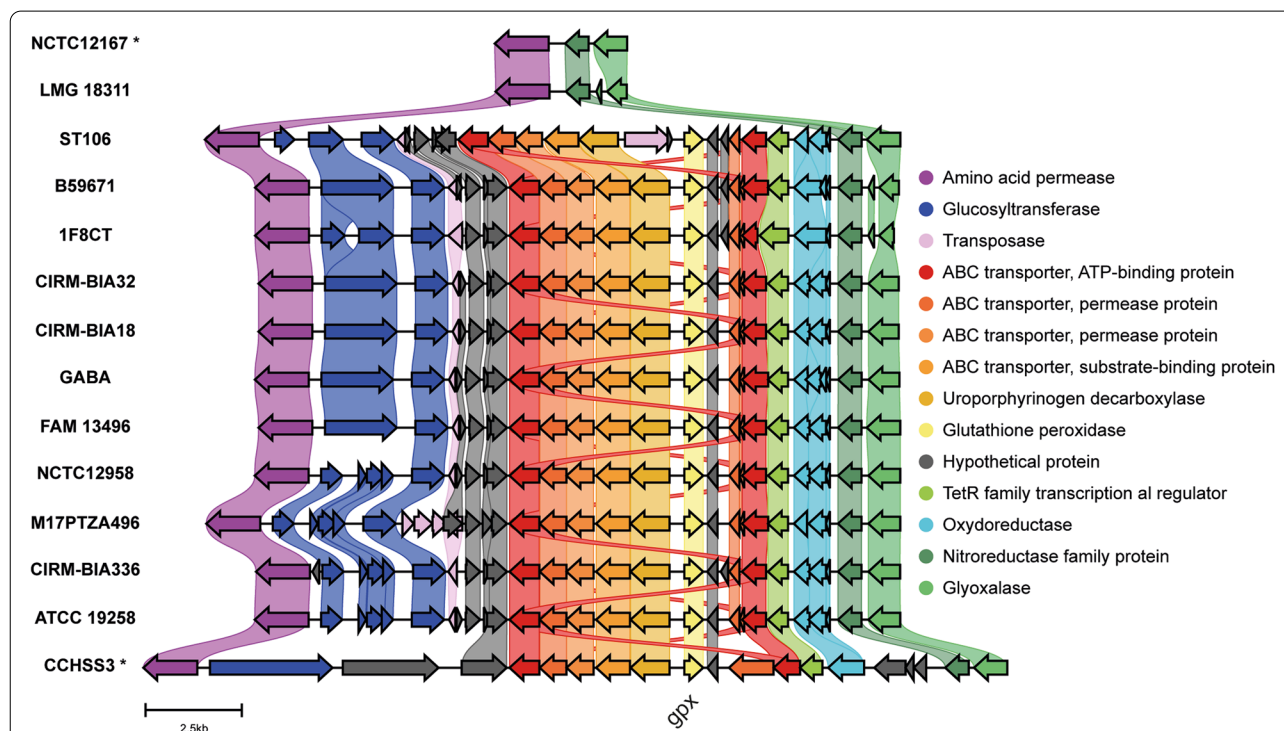 NCTC12167 *
LMG 18311
ST106
B59671
1F8CT
CIRM-BIA32
CIRM-BIA18
GABA
FAM 13496
NCTC12958
M17PTZA496
CIRM-BIA336
ATCC 19258
CCHSS3 *
Amino acid permease
Glucosyltransferase
Transposase
ABC transporter, ATP-binding protein
ABC transporter, permease protein
ABC transporter, permease protein
ABC transporter, substrate-binding protein
Uroporphyrinogen decarboxylase
Glutathione peroxidase
Hypothetical protein
TetR family transcription al regulator
Oxydoreductase
Nitroreductase family protein
Glyoxalase
gpx
2.5kb